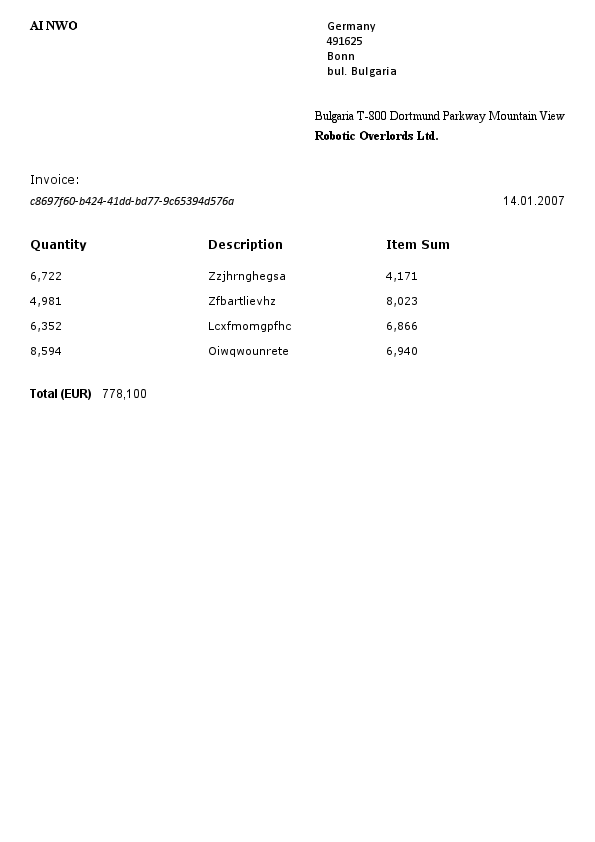 AI NWO
Germany
491625
Bonn
bul. Bulgaria
Bulgaria T-800 Dortmund Parkway Mountain View
Robotic Overlords Ltd.
Invoice:
c8697f60-b424-41dd-bd77-9c65394d576a 14.01.2007
Quantity Description Item Sum
6,722 Zzjhrnghegsa 4,171
4,981 Zfbartlievhz 8,023
6,352 Lcxfmomgpfhc 6,866
8,594 Oiwqwounrete 6,940
Total (EUR) 778,100